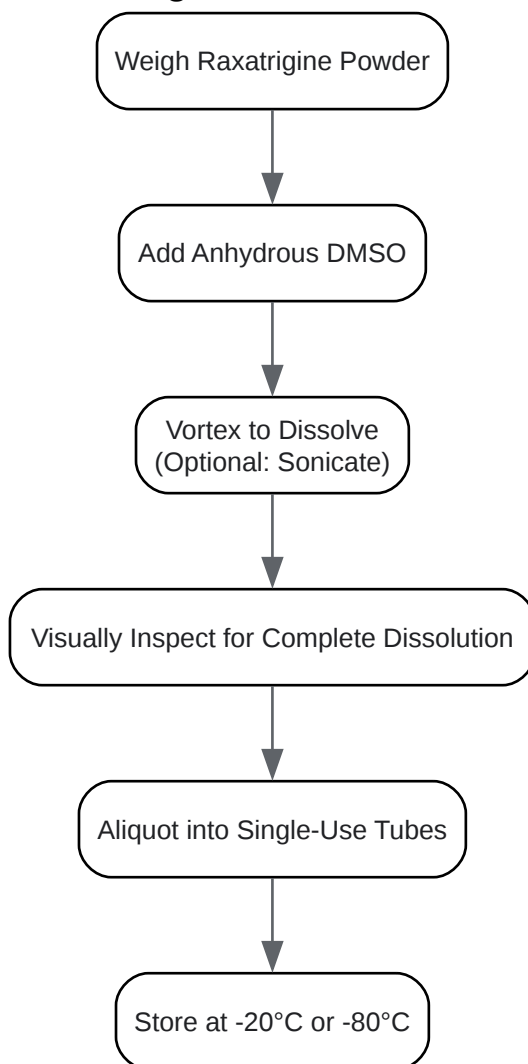 Weigh Raxatrigine Powder
Add Anhydrous DMSO
Vortex to Dissolve
(Optional: Sonicate)
Visually Inspect for Complete Dissolution
Aliquot into Single-Use Tubes
Store at -20°C or -80°C